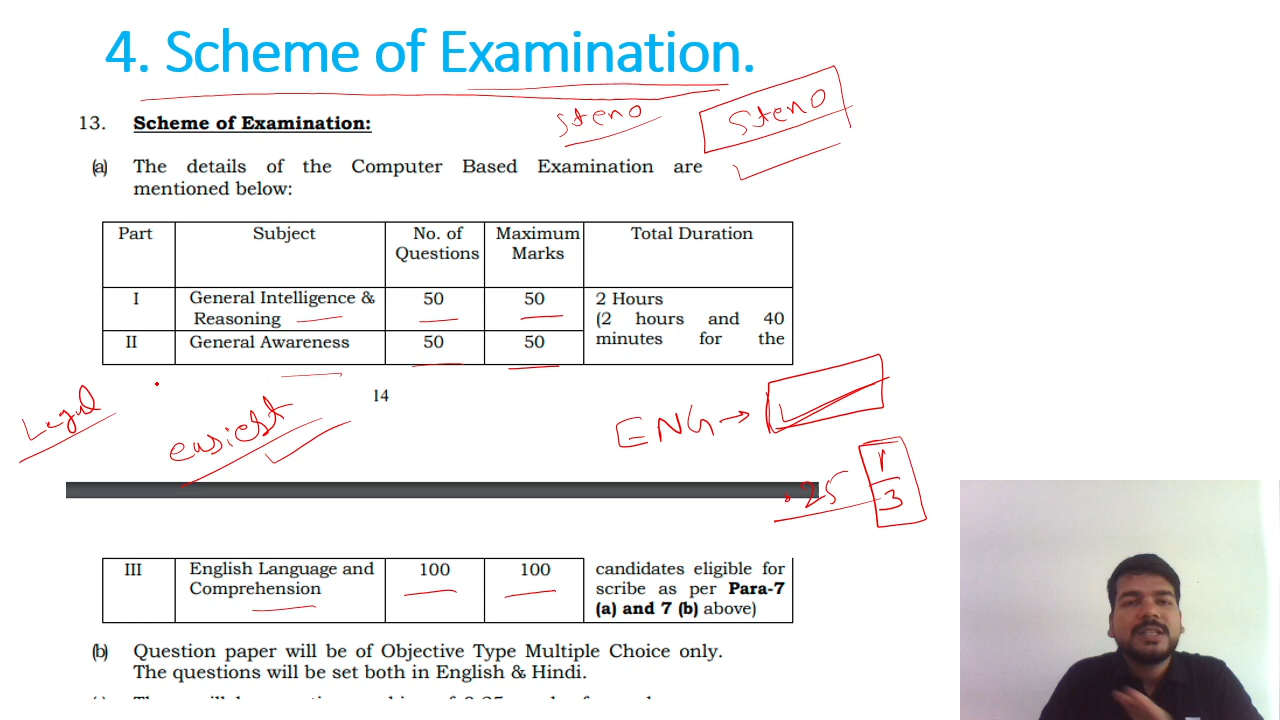 4. Scheme of Examination.
steno
Steno
13. Scheme of Examination:
(a) The details of the Computer Based Examination are
mentioned below:
Part Subject No. of Questions Maximum Marks Total Duration
I General Intelligence & Reasoning 50 50 2 Hours
II General Awareness 50 50 (2 hours and 40 minutes for the
14
Legal
easiest
ENG →
.25
1
3
III English Language and Comprehension 100 100 candidates eligible for
scribe as per Para-7
(a) and 7 (b) above)
(b) Question paper will be of Objective Type Multiple Choice only.
The questions will be set both in English & Hindi.